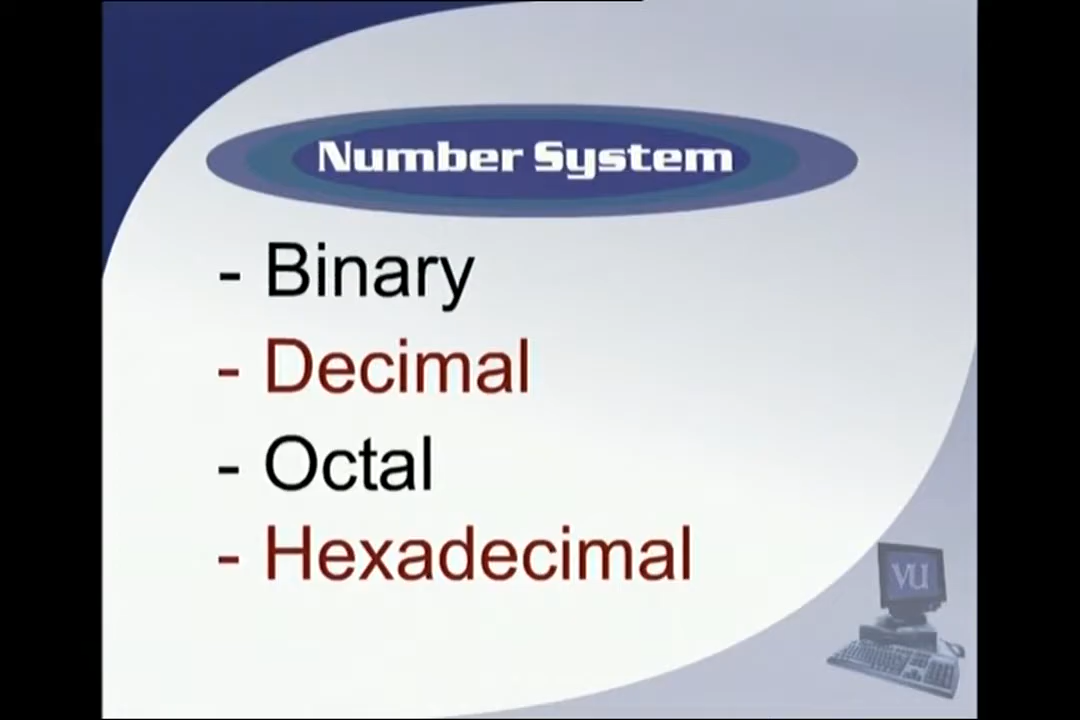 Number System
- Binary
- Decimal
- Octal
- Hexadecimal
VU